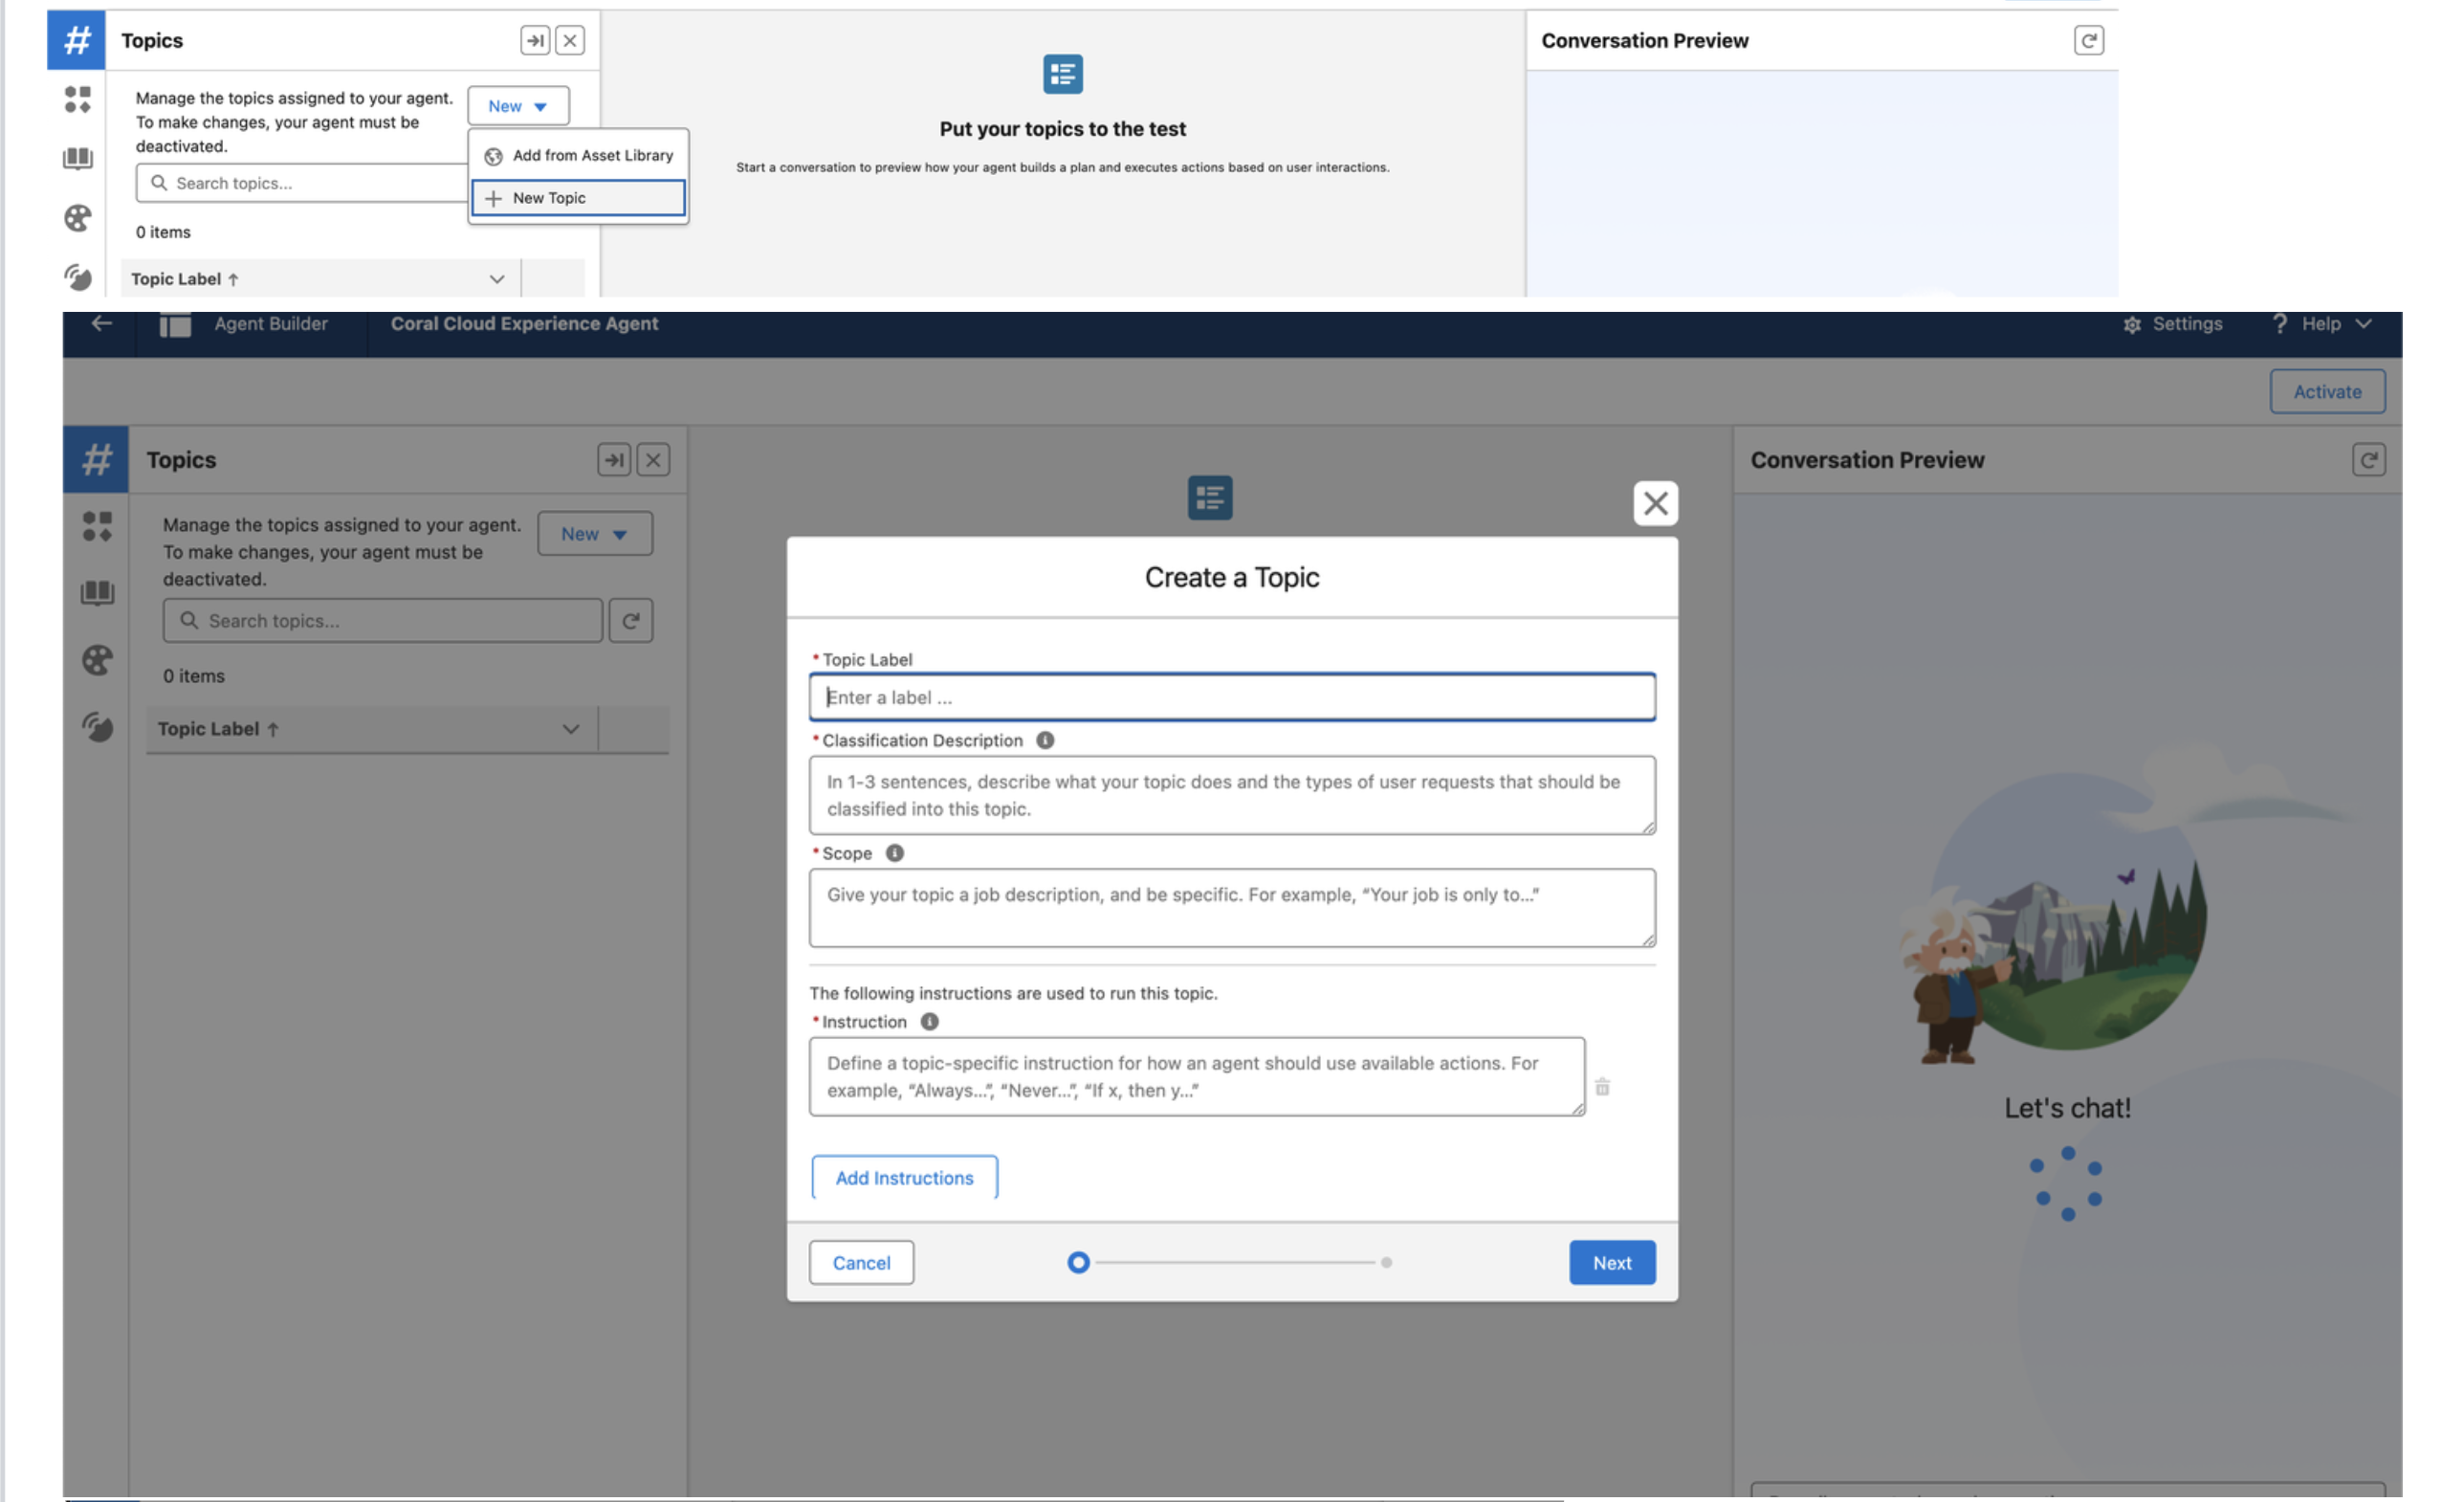 # Topics
Manage the topics assigned to your agent.
To make changes, your agent must be
deactivated.
New
Add from Asset Library
New Topic
Search topics...
0 items
Topic Label ↑
Put your topics to the test
Start a conversation to preview how your agent builds a plan and executes actions based on user interactions.
Conversation Preview
Agent Builder
Coral Cloud Experience Agent
Settings
? Help
Activate
# Topics
Manage the topics assigned to your agent.
To make changes, your agent must be
deactivated.
New
Search topics...
0 items
Topic Label ↑
Create a Topic
* Topic Label
Enter a label ...
* Classification Description
In 1-3 sentences, describe what your topic does and the types of user requests that should be
classified into this topic.
* Scope
Give your topic a job description, and be specific. For example, “Your job is only to...”
The following instructions are used to run this topic.
* Instruction
Define a topic-specific instruction for how an agent should use available actions. For
example, “Always...”, “Never...”, “If x, then y...”
Add Instructions
Cancel
Next
Conversation Preview
Let's chat!